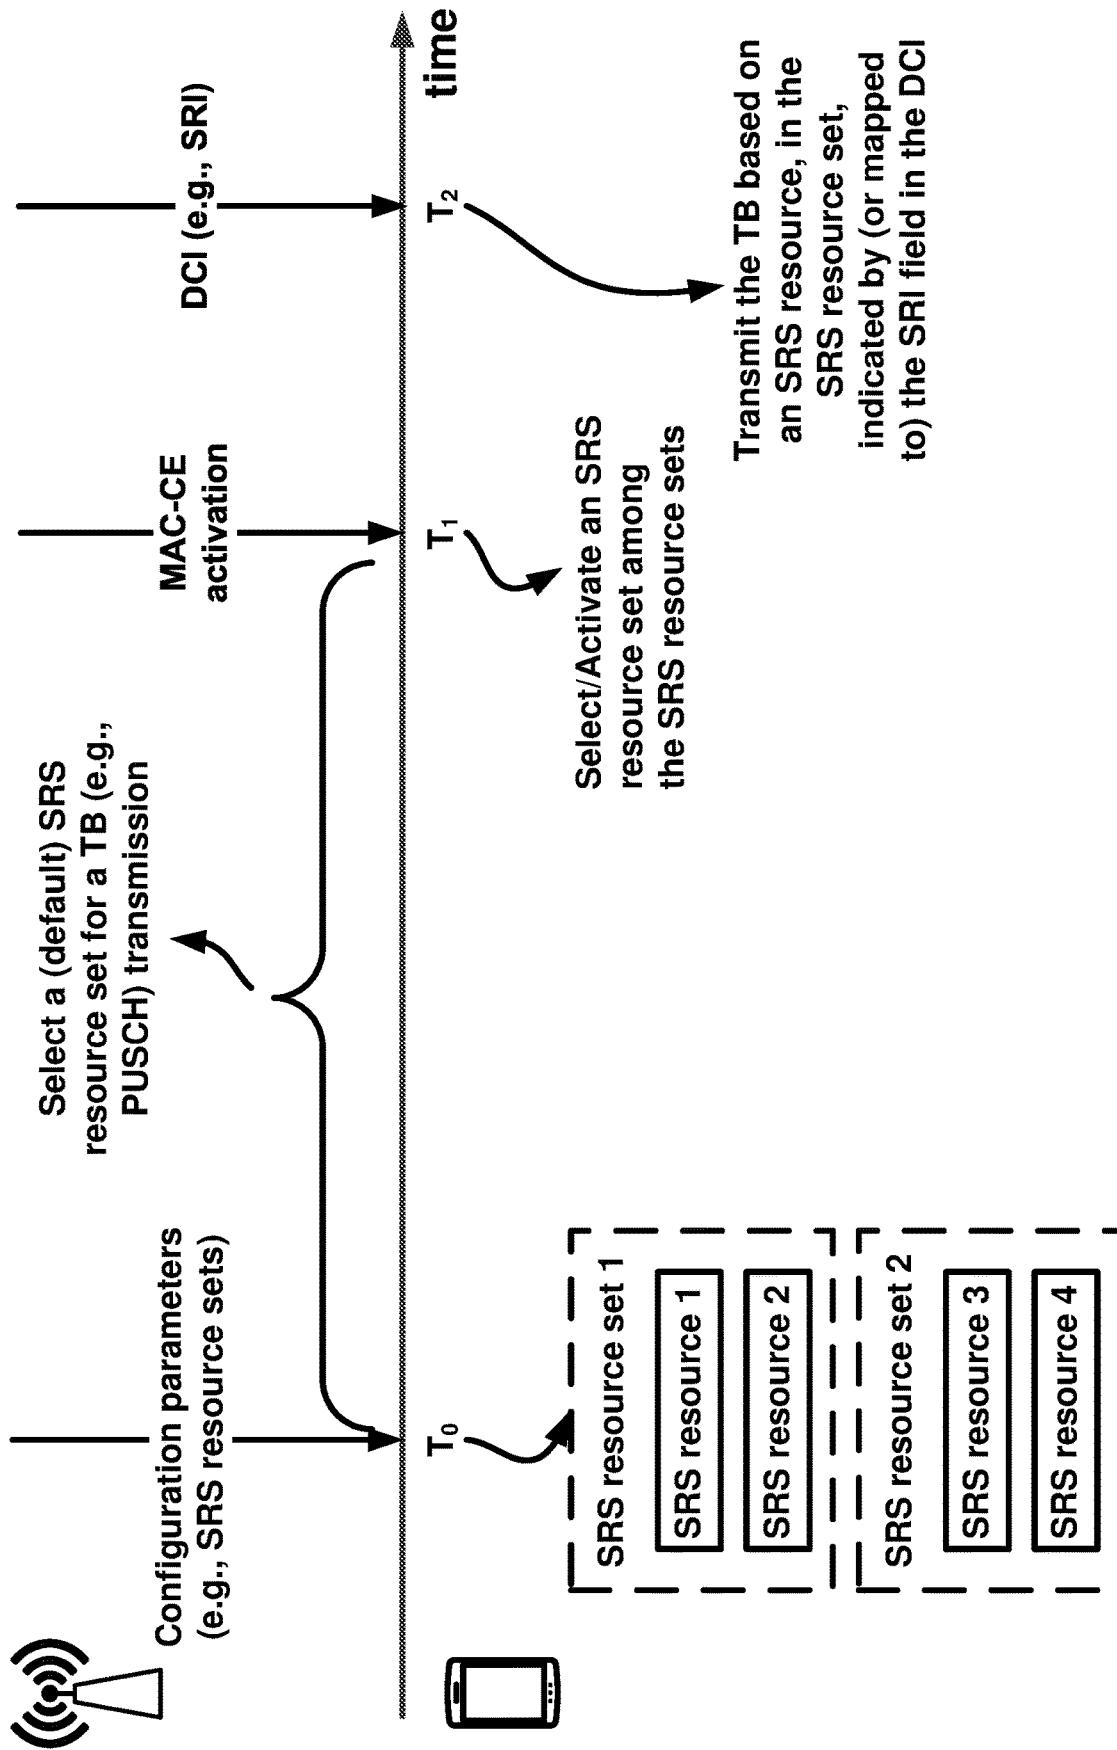 Configuration parameters
(e.g., SRS resource sets)
Select a (default) SRS
resource set for a TB (e.g.,
PUSCH) transmission
MAC-CE
activation
DCI (e.g., SRI)
T0
T1
T2
time
SRS resource set 1
SRS resource 1
SRS resource 2
SRS resource set 2
SRS resource 3
SRS resource 4
Select/Activate an SRS
resource set among
the SRS resource sets
Transmit the TB based on
an SRS resource, in the
SRS resource set,
indicated by (or mapped
to) the SRI field in the DCI